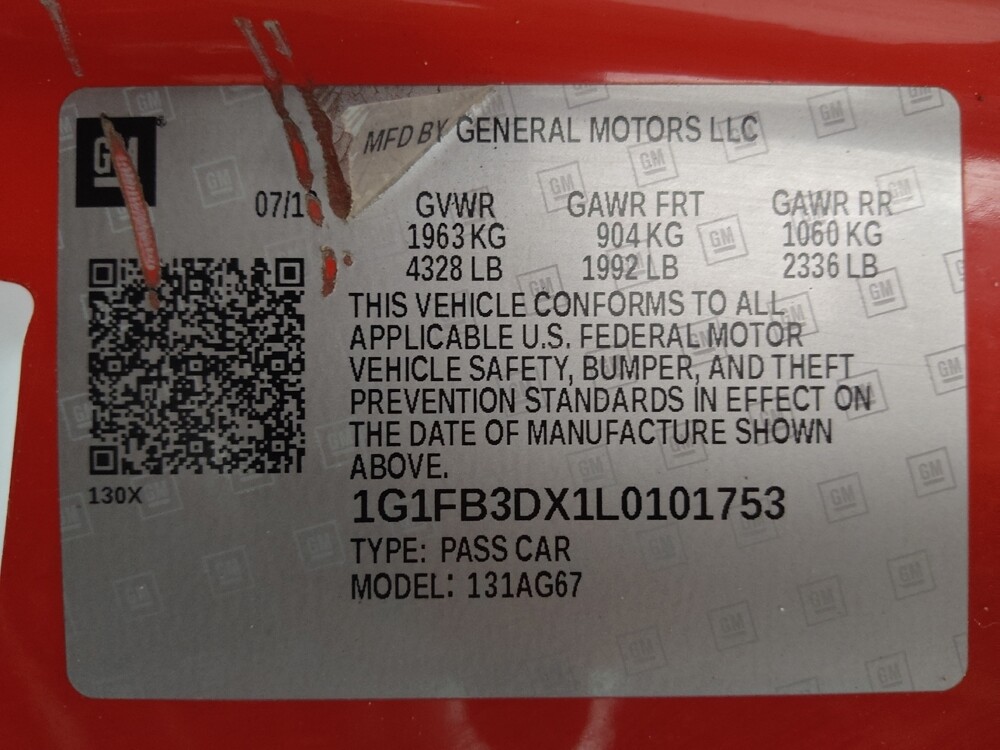 GM
MFD BY GENERAL MOTORS LLC
07/1
GVWR GAWR FRT GAWR RR
1963 KG 904 KG 1060 KG
4328 LB 1992 LB 2336 LB
THIS VEHICLE CONFORMS TO ALL
APPLICABLE U.S. FEDERAL MOTOR
VEHICLE SAFETY, BUMPER, AND THEFT
PREVENTION STANDARDS IN EFFECT ON
THE DATE OF MANUFACTURE SHOWN
ABOVE.
130X
1G1FB3DX1L0101753
TYPE: PASS CAR
MODEL: 131AG67